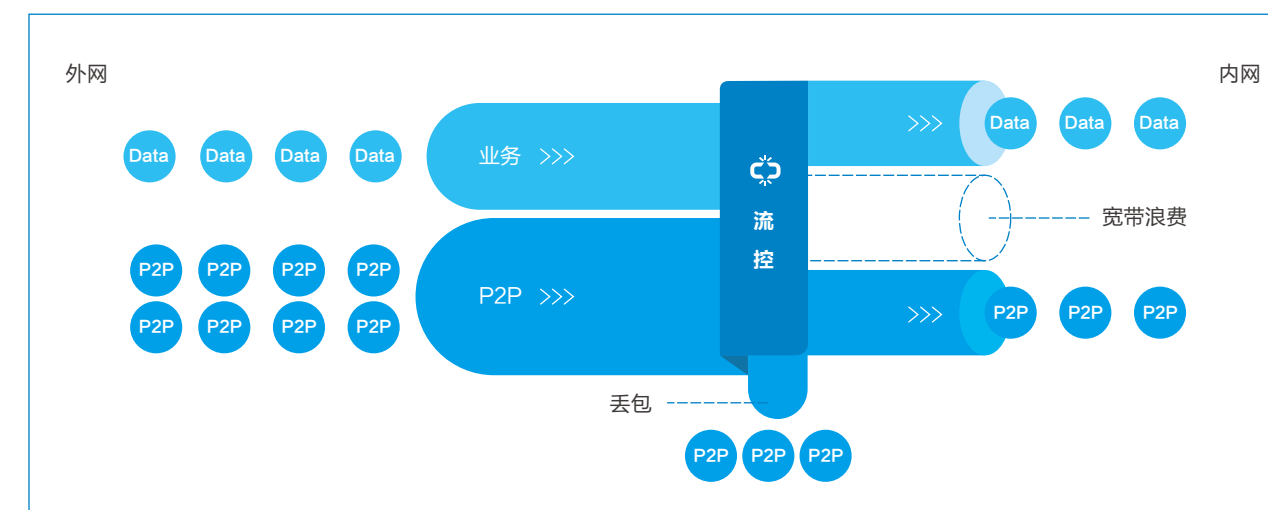 外网
内网
Data Data Data Data
业务 >>>
>>>
Data Data Data
流控
宽带浪费
P2P P2P P2P P2P
P2P P2P P2P P2P
P2P >>>
>>>
P2P P2P P2P
丢包
P2P P2P P2P